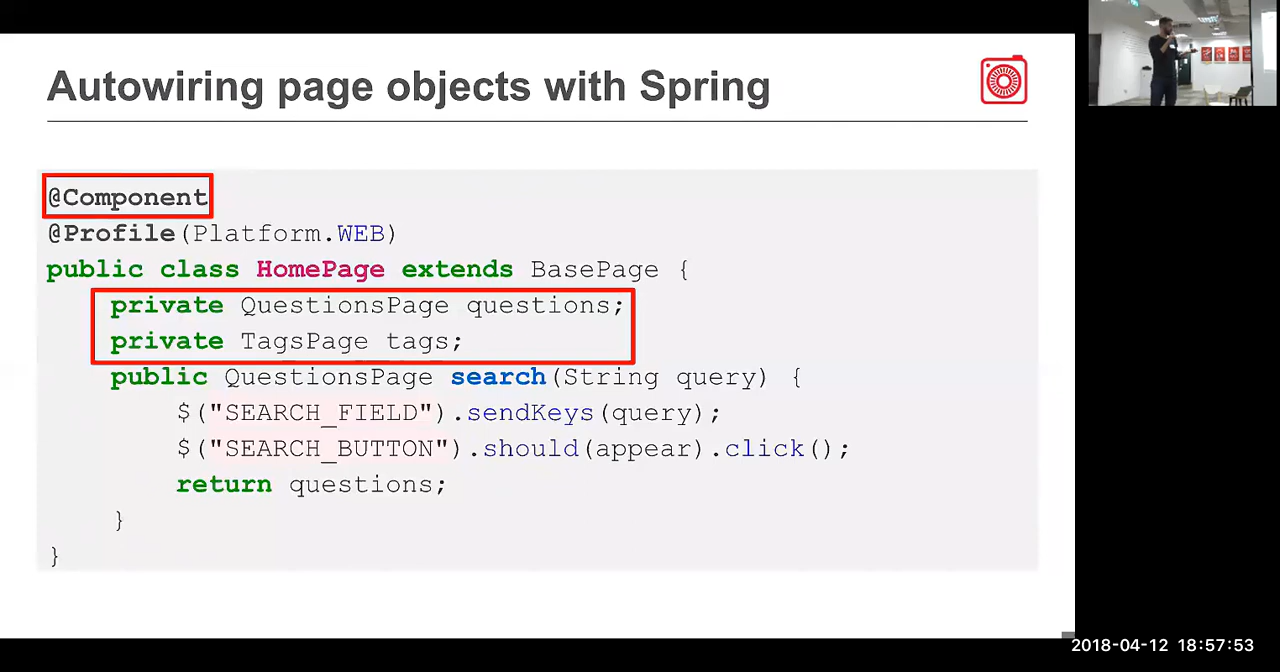 Autowiring page objects with Spring
@Component
@Profile(Platform.WEB)
public class HomePage extends BasePage {
private QuestionsPage questions;
private TagsPage tags;
public QuestionsPage search(String query) {
$("SEARCH_FIELD").sendKeys(query);
$("SEARCH_BUTTON").should(appear).click();
return questions;
}
}
2018-04-12 18:57:53